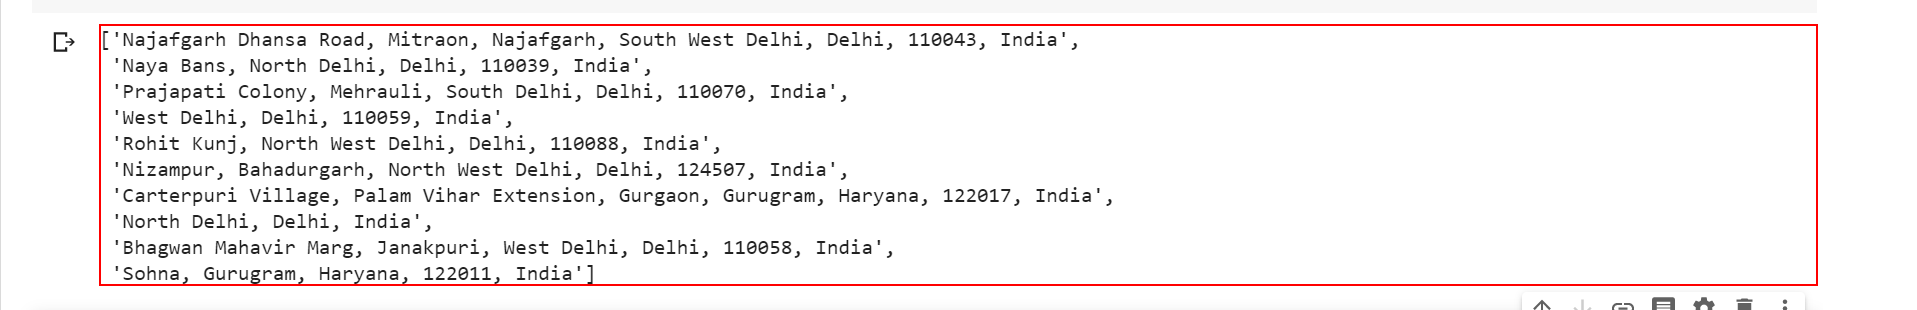 ['Najafgarh Dhansa Road, Mitraon, Najafgarh, South West Delhi, Delhi, 110043, India',
'Naya Bans, North Delhi, Delhi, 110039, India',
'Prajapati Colony, Mehrauli, South Delhi, Delhi, 110070, India',
'West Delhi, Delhi, 110059, India',
'Rohit Kunj, North West Delhi, Delhi, 110088, India',
'Nizampur, Bahadurgarh, North West Delhi, Delhi, 124507, India',
'Carterpuri Village, Palam Vihar Extension, Gurgaon, Gurugram, Haryana, 122017, India',
'North Delhi, Delhi, India',
'Bhagwan Mahavir Marg, Janakpuri, West Delhi, Delhi, 110058, India',
'Sohna, Gurugram, Haryana, 122011, India']